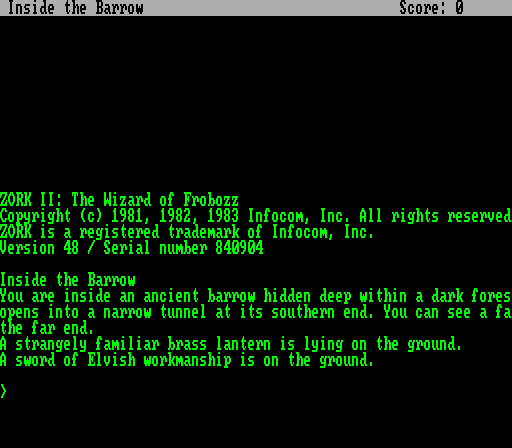 Inside the Barrow Score: 0
ZORK II: The Wizard of Frobozz
Copyright (c) 1981, 1982, 1983 Infocom, Inc. All rights reserved
ZORK is a registered trademark of Infocom, Inc.
Version 48 / Serial number 840904
Inside the Barrow
You are inside an ancient barrow hidden deep within a dark fores
opens into a narrow tunnel at its southern end. You can see a fa
the far end.
A strangely familiar brass lantern is lying on the ground.
A sword of Elvish workmanship is on the ground.
>